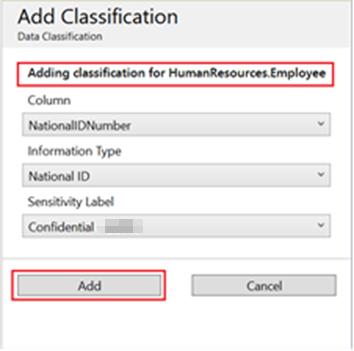 Add Classification
Data Classification
Adding classification for HumanResources.Employee
Column
NationalIDNumber
Information Type
National ID
Sensitivity Label
Confidential
Add
Cancel